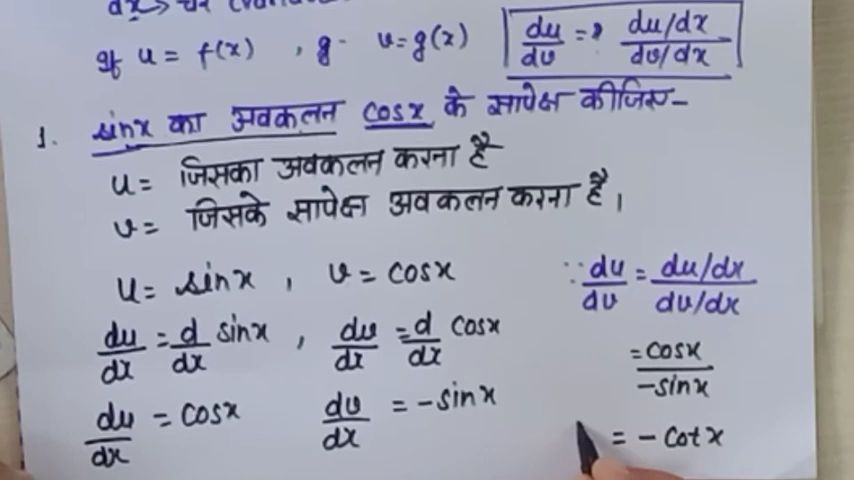 dx → चर
If u = f(x) , g v = g(x) du/dv = du/dx / dv/dx
1. sinx का अवकलन cosx के सापेक्ष कीजिए-
u = जिसका अवकलन करना है
v = जिसके सापेक्ष अवकलन करना है।
u = sinx , v = cosx ∵ du/dv = du/dx / dv/dx
du/dx = d/dx sinx , dv/dx = d/dx cosx = cosx / -sinx
du/dx = cosx dv/dx = -sinx = - cotx